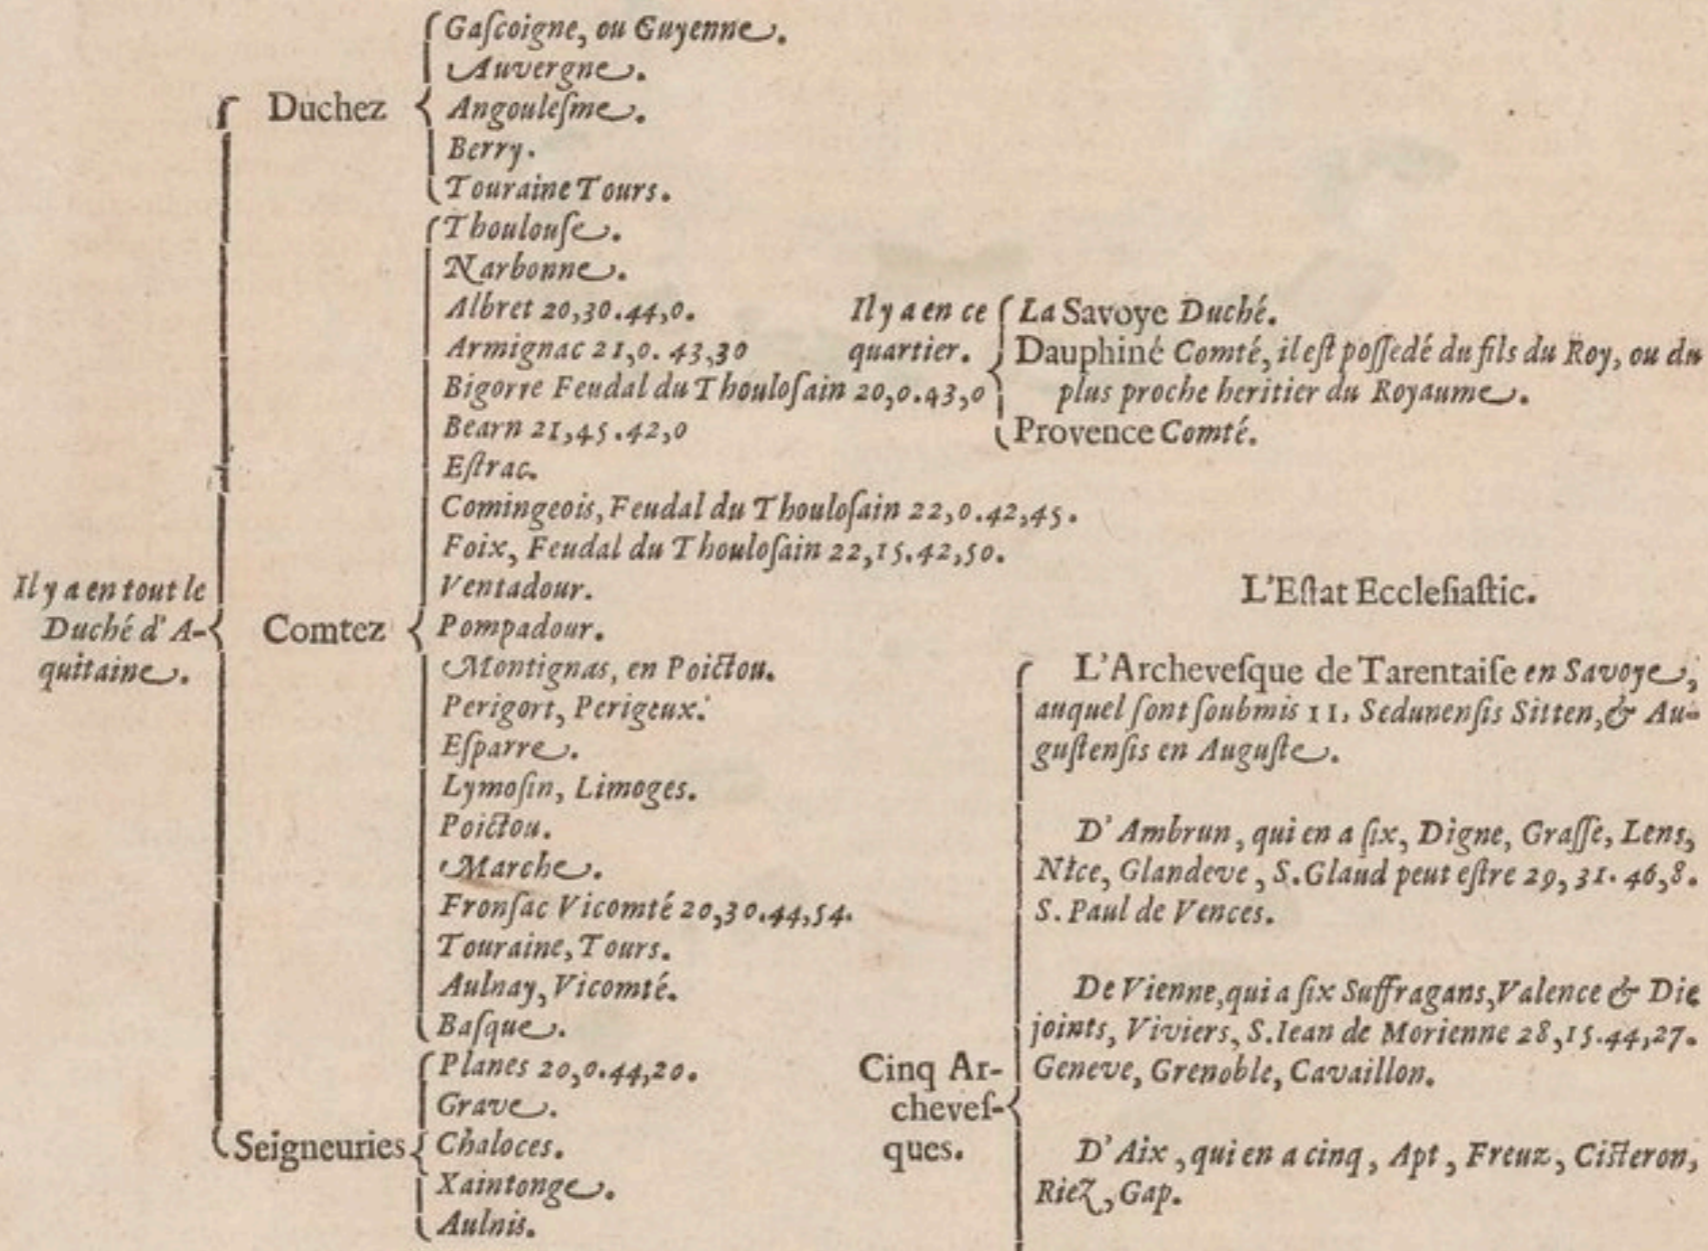 Gaſcoigne, ou Guyenne.
Auvergne.
Duchez
Angouleſme.
Berry.
Touraine Tours.
Thoulouſe.
Narbonne.
Albret 20,30.44,0.
Armignac 21,0. 43,30
Bigorre Feudal du Thouloſain 20,0.43,0
Bearn 21,45.42,0
Eſtrac.
Comingeois, Feudal du Thouloſain 22,0.42,45.
Foix, Feudal du Thouloſain 22,15.42,50.
Ventadour.
Il y a en tout le
Duché d'A-
quitaine.
Comtez
Pompadour.
Montignas, en Poictou.
Perigort, Perigeux.
Eſparre.
Lymoſin, Limoges.
Poictou.
Marche.
Fronſac Vicomté 20,30.44,54.
Touraine, Tours.
Aulnay, Vicomté.
Baſque.
Planes 20,0.44,20.
Grave.
Seigneuries
Chaloces.
Xaintonge.
Aulnis.
Il y a en ce
quartier.
La Savoye Duché.
Dauphiné Comté, il eſt poſſedé du fils du Roy, ou du
plus proche heritier du Royaume.
Provence Comté.
L'Eſtat Eccleſiaſtic.
L'Archeveſque de Tarentaiſe en Savoye,
auquel ſont ſoubmis 11, Sedunenſis Sitten, & Au-
guſtenſis en Auguſte.
D'Ambrun, qui en a ſix, Digne, Graſſe, Lens,
Nice, Glandeve, S. Gland peut eſtre 29, 31. 46,8.
S. Paul de Vences.
De Vienne, qui a ſix Suffragans, Valence & Die
joints, Viviers, S. Iean de Morienne 28,15.44,27.
Geneve, Grenoble, Cavaillon.
Cinq Ar-
cheveſ-
ques.
D'Aix, qui en a cinq, Apt, Freuz, Ciſteron,
Riez, Gap.